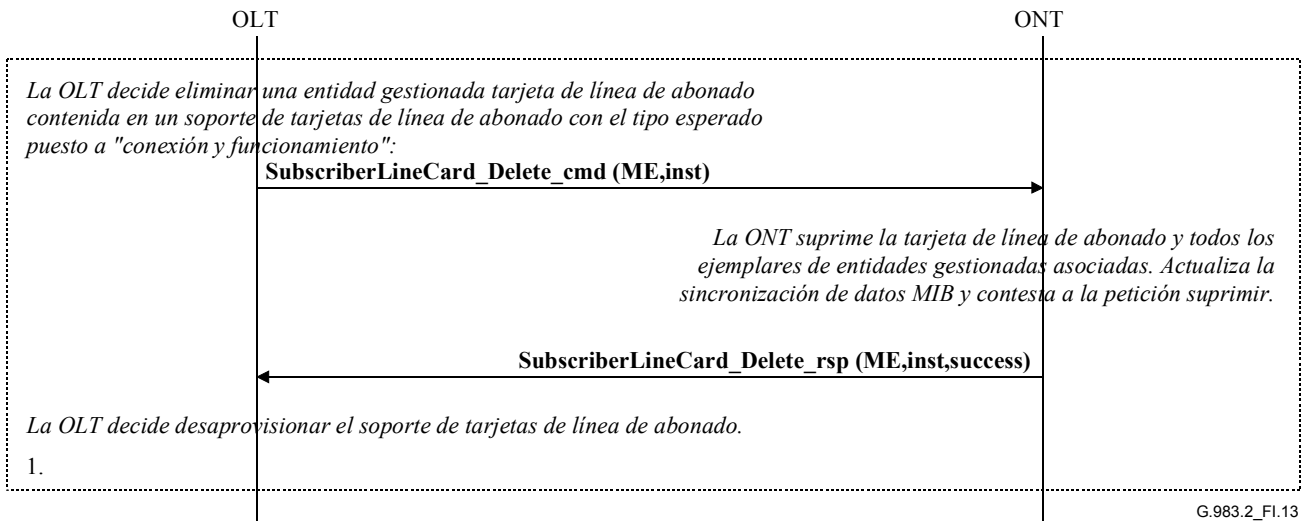 OLT
ONT
La OLT decide eliminar una entidad gestionada tarjeta de línea de abonado
contenida en un soporte de tarjetas de línea de abonado con el tipo esperado
puesto a "conexión y funcionamiento":
SubscriberLineCard_Delete_cmd (ME,inst)
La ONT suprime la tarjeta de línea de abonado y todos los
ejemplares de entidades gestionadas asociadas. Actualiza la
sincronización de datos MIB y contesta a la petición suprimir.
SubscriberLineCard_Delete_rsp (ME,inst,success)
La OLT decide desaprovisionar el soporte de tarjetas de línea de abonado.
1.
G.983.2_FI.13